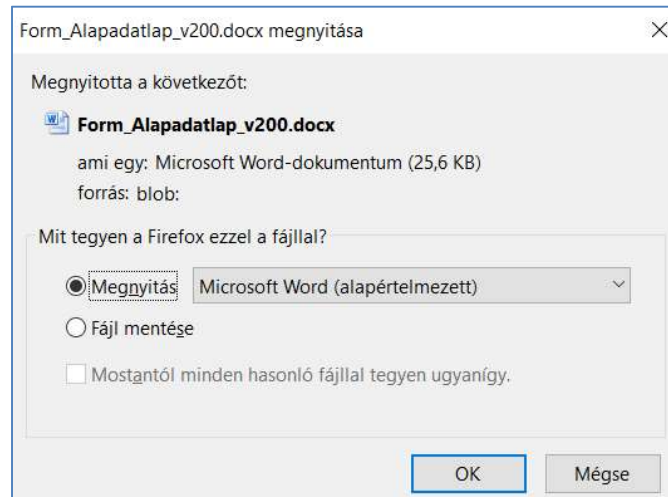 Form_Alapadatlap_v200.docx megnyitása
Megnyitotta a következőt:
Form_Alapadatlap_v200.docx
ami egy: Microsoft Word-dokumentum (25,6 KB)
forrás: blob:
Mit tegyen a Firefox ezzel a fájllal?
Megnyitás Microsoft Word (alapértelmezett)
Fájl mentése
Mostantól minden hasonló fájllal tegyen ugyanígy.
OK Mégse